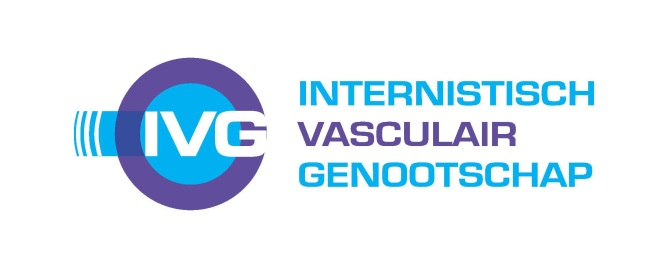 IVG
INTERNISTISCH
VASCULAIR
GENOOTSCHAP